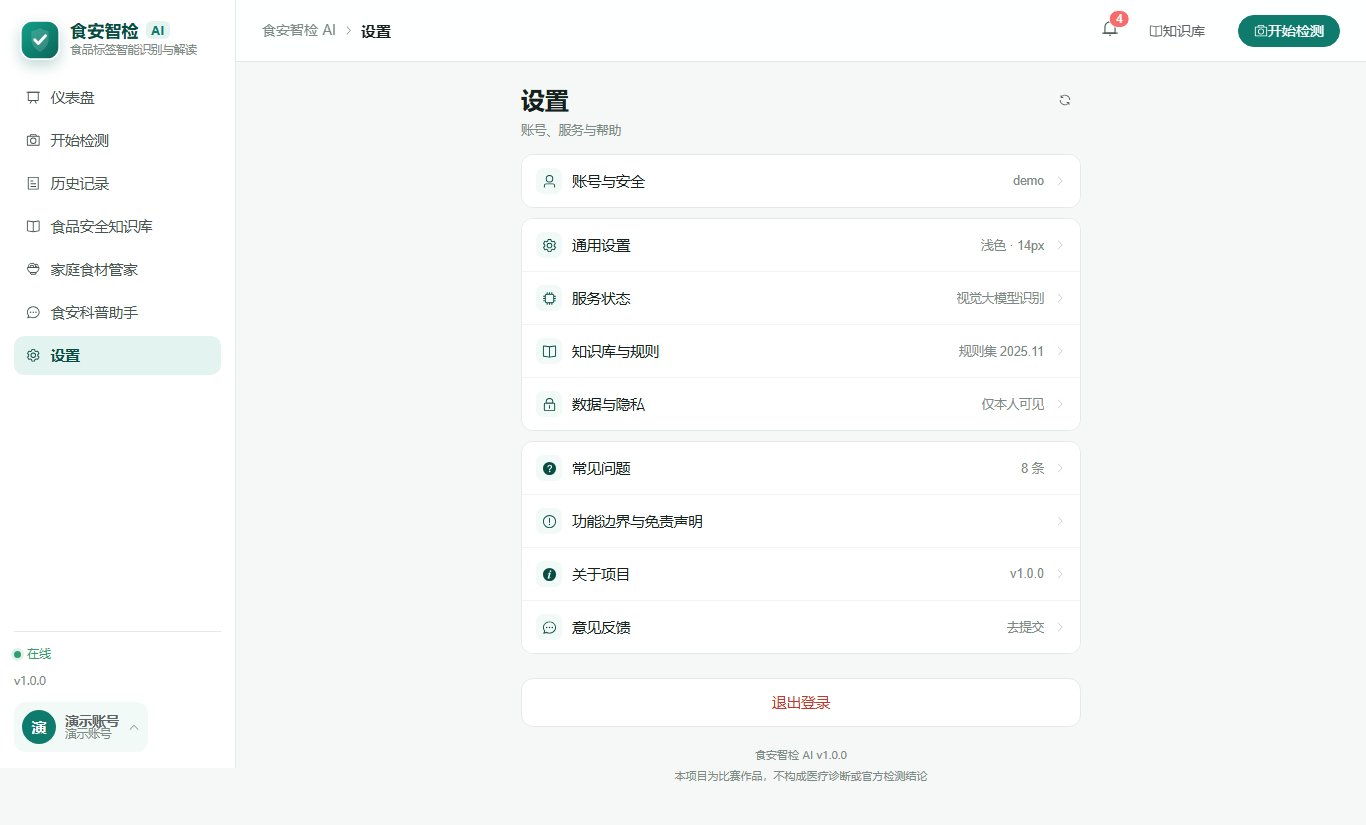 食安智检 AI
食品标签智能识别与解读
仪表盘
开始检测
历史记录
食品安全知识库
家庭食材管家
食安科普助手
设置
在线
v1.0.0
演
演示账号
演示账号
食安智检 AI > 设置
4
知识库
开始检测
设置
账号、服务与帮助
账号与安全 demo
通用设置 浅色 · 14px
服务状态 视觉大模型识别
知识库与规则 规则集 2025.11
数据与隐私 仅本人可见
常见问题 8 条
功能边界与免责声明
关于项目 v1.0.0
意见反馈 去提交
退出登录
食安智检 AI v1.0.0
本项目为比赛作品，不构成医疗诊断或官方检测结论